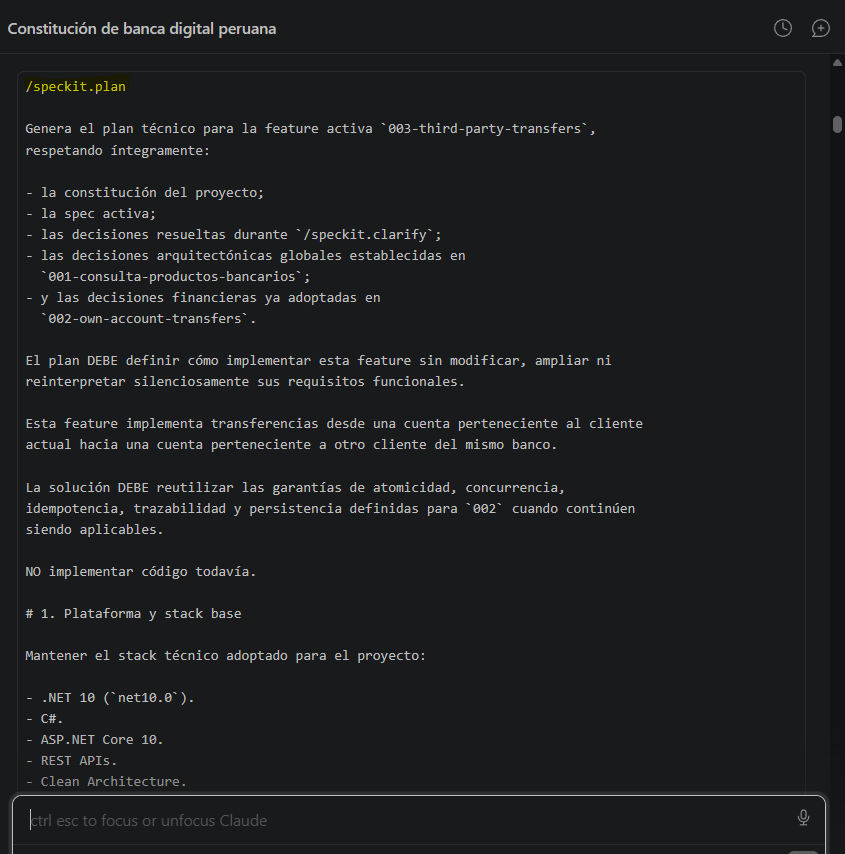 Constitución de banca digital peruana
/speckit.plan
Genera el plan técnico para la feature activa `003-third-party-transfers`,
respetando íntegramente:
- la constitución del proyecto;
- la spec activa;
- las decisiones resueltas durante `/speckit.clarify`;
- las decisiones arquitectónicas globales establecidas en
`001-consulta-productos-bancarios`;
- y las decisiones financieras ya adoptadas en
`002-own-account-transfers`.
El plan DEBE definir cómo implementar esta feature sin modificar, ampliar ni
reinterpretar silenciosamente sus requisitos funcionales.
Esta feature implementa transferencias desde una cuenta perteneciente al cliente
actual hacia una cuenta perteneciente a otro cliente del mismo banco.
La solución DEBE reutilizar las garantías de atomicidad, concurrencia,
idempotencia, trazabilidad y persistencia definidas para `002` cuando continúen
siendo aplicables.
NO implementar código todavía.
# 1. Plataforma y stack base
Mantener el stack técnico adoptado para el proyecto:
- .NET 10 (`net10.0`).
- C#.
- ASP.NET Core 10.
- REST APIs.
- Clean Architecture.
ctrl esc to focus or unfocus Claude